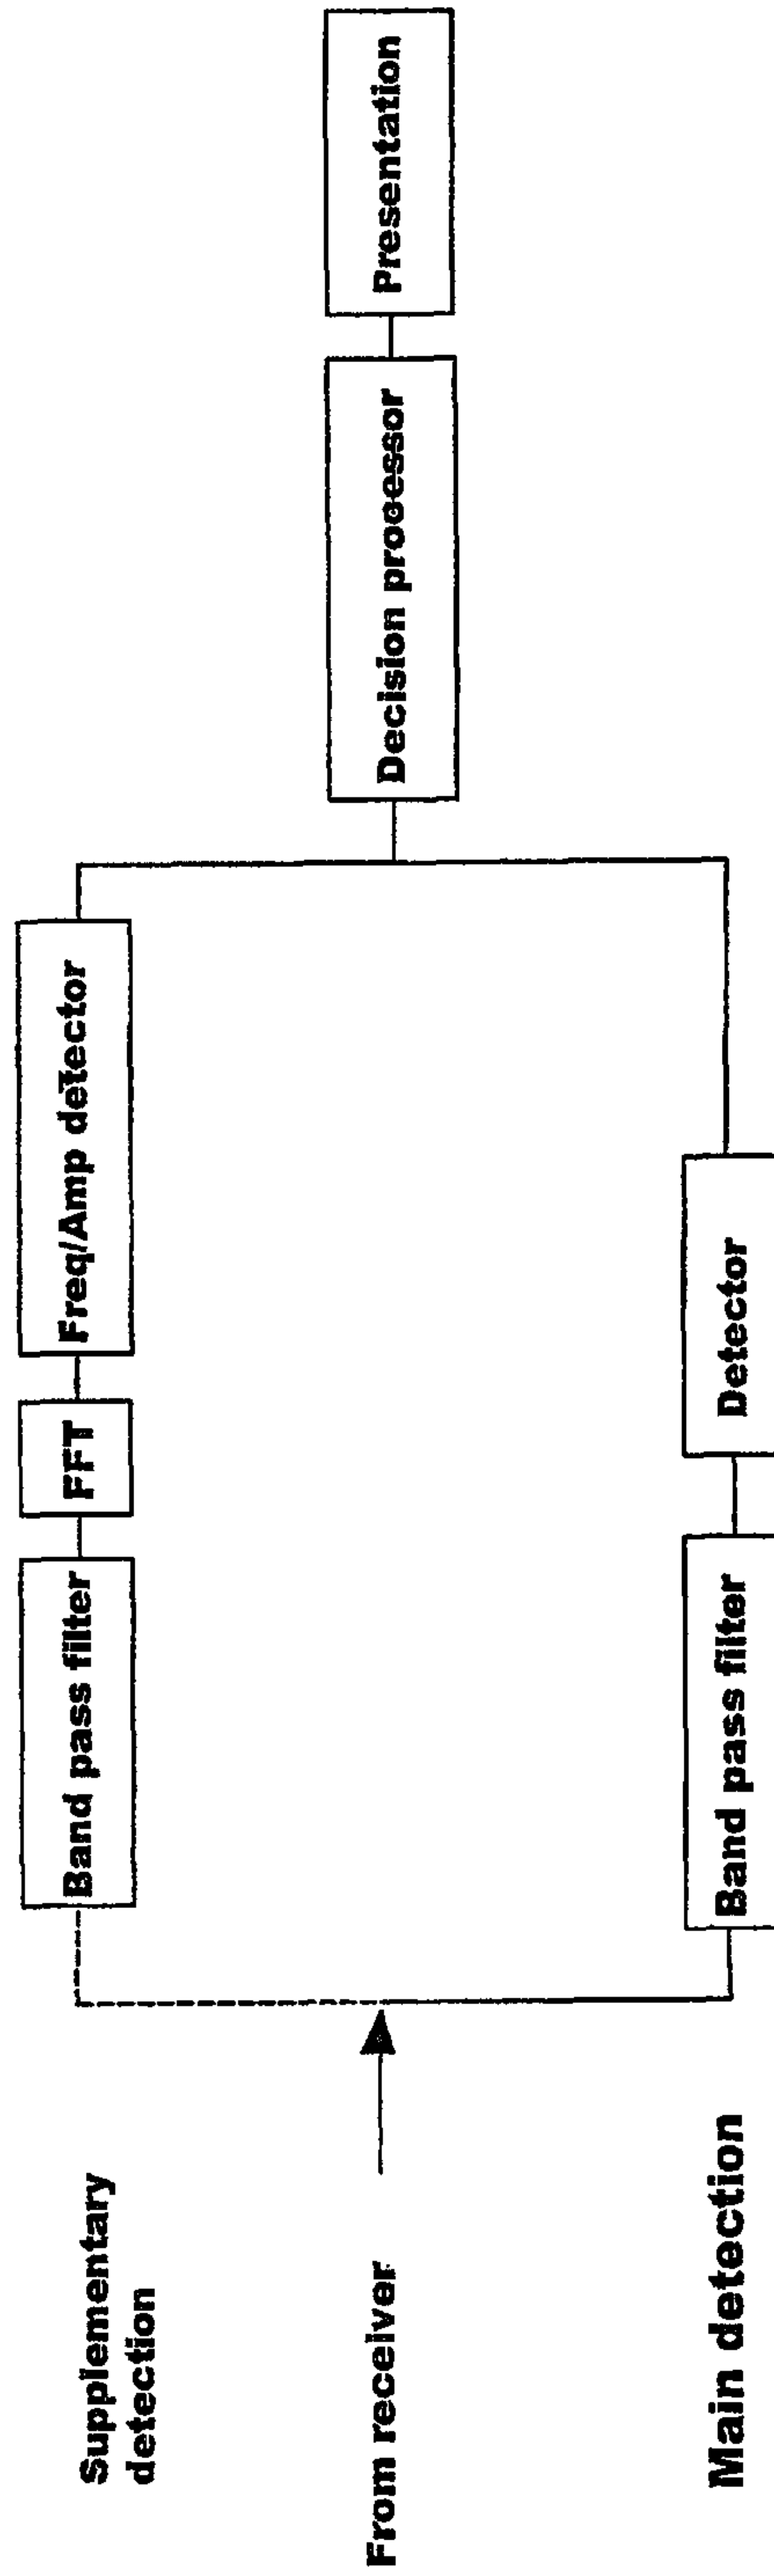 Supplementary
detection
Band pass filter
FFT
Freq/Amp detector
From receiver
Decision processor
Presentation
Main detection
Band pass filter
Detector